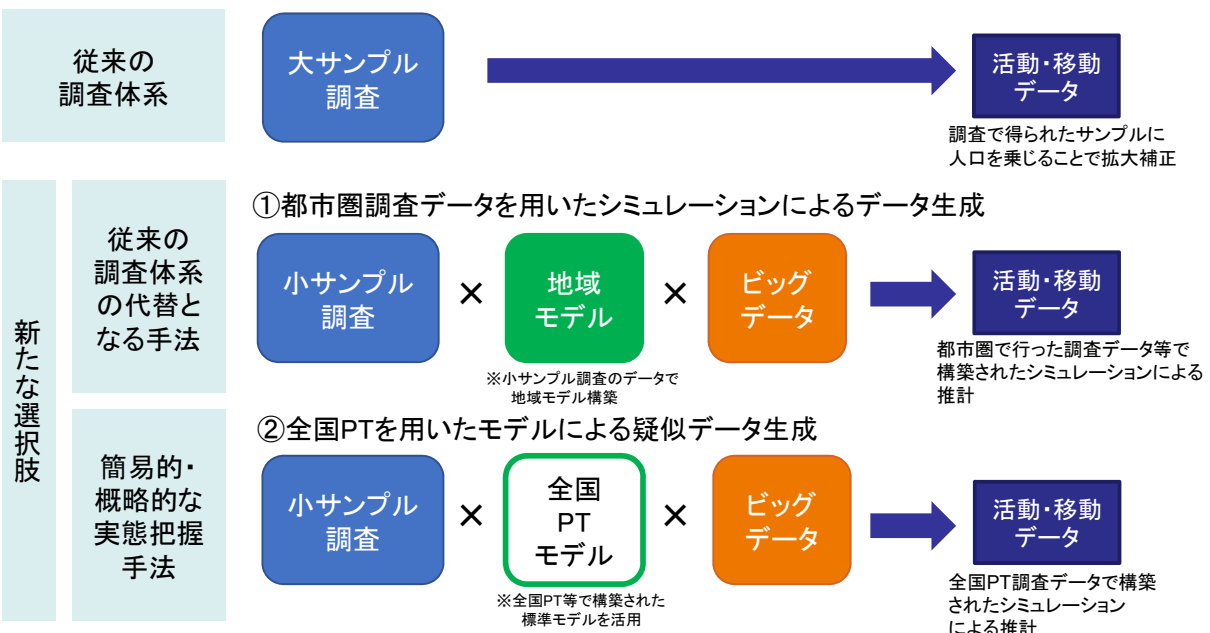 従来の
調査体系
大サンプル
調査
活動・移動
データ
調査で得られたサンプルに
人口を乗じることで拡大補正
新たな選択肢
従来の
調査体系
の代替と
なる手法
①都市圏調査データを用いたシミュレーションによるデータ生成
小サンプル
調査
×
地域
モデル
×
ビッグ
データ
活動・移動
データ
※小サンプル調査のデータで
地域モデル構築
都市圏で行った調査データ等で
構築されたシミュレーションによる
推計
簡易的・
概略的な
実態把握
手法
②全国PTを用いたモデルによる疑似データ生成
小サンプル
調査
×
全国
PT
モデル
×
ビッグ
データ
活動・移動
データ
※全国PT等で構築された
標準モデルを活用
全国PT調査データで構築
されたシミュレーション
による推計